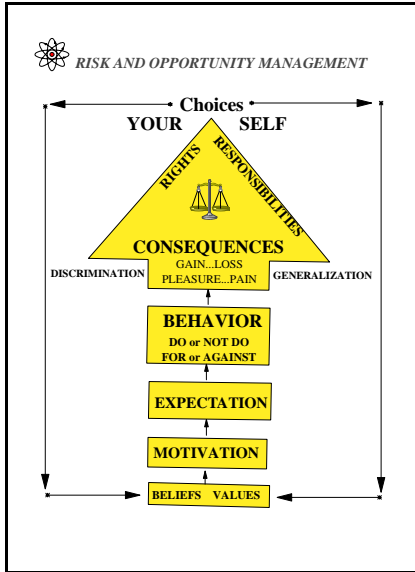 RISK AND OPPORTUNITY MANAGEMENT
Choices
YOUR SELF
RIGHTS
RESPONSIBILITIES
CONSEQUENCES
GAIN...LOSS
DISCRIMINATION
GENERALIZATION
PLEASURE...PAIN
BEHAVIOR
DO or NOT DO
FOR or AGAINST
EXPECTATION
MOTIVATION
BELIEFS VALUES